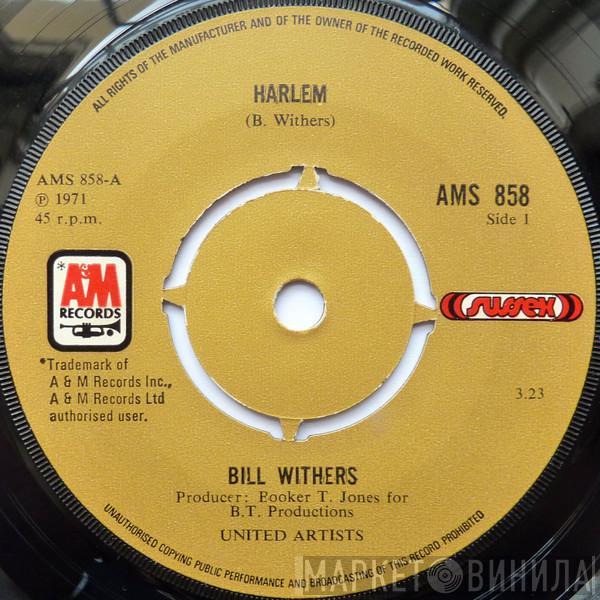 ALL RIGHTS OF THE MANUFACTURER AND OF THE OWNER OF THE RECORDED WORK RESERVED.
HARLEM
(B. Withers)
AMS 858-A
℗ 1971
45 r.p.m.
AMS 858
Side 1
*A&M
RECORDS
sussex
*Trademark of
A & M Records Inc.,
A & M Records Ltd
authorised user.
3.23
BILL WITHERS
Producer: Booker T. Jones for
B.T. Productions
UNITED ARTISTS
UNAUTHORISED COPYING PUBLIC PERFORMANCE AND BROADCASTING OF THIS RECORD PROHIBITED
МАРКЕТ ВИНИЛА